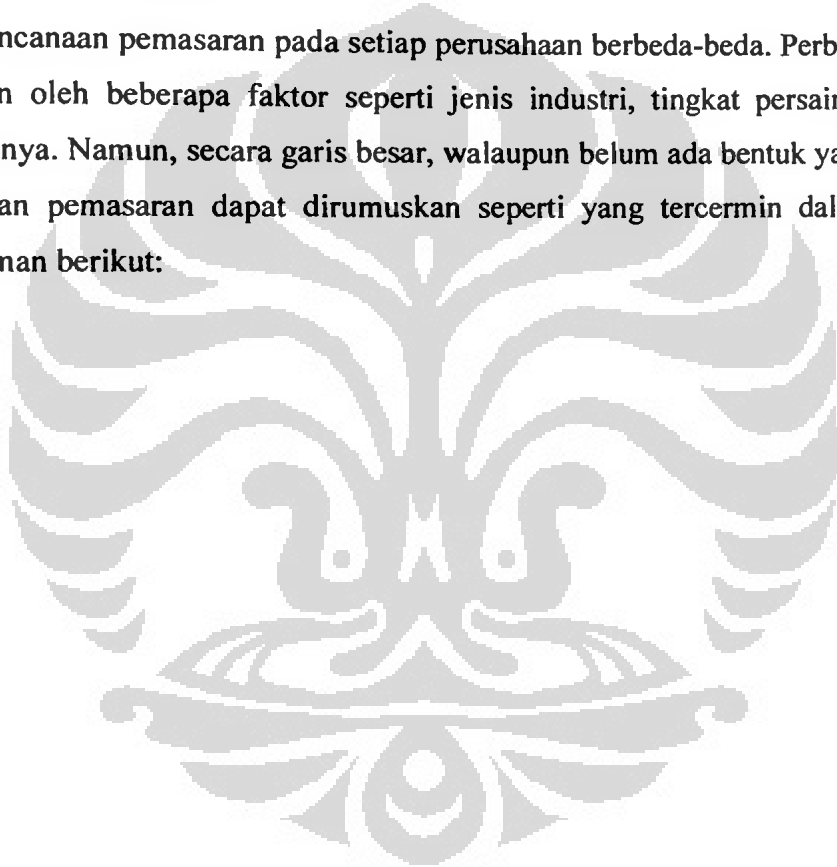 ncanaan pemasaran pada setiap perusahaan berbeda-beda. Perb
n oleh beberapa faktor seperti jenis industri, tingkat persain
nya. Namun, secara garis besar, walaupun belum ada bentuk ya
an pemasaran dapat dirumuskan seperti yang tercermin dal
nan berikut: